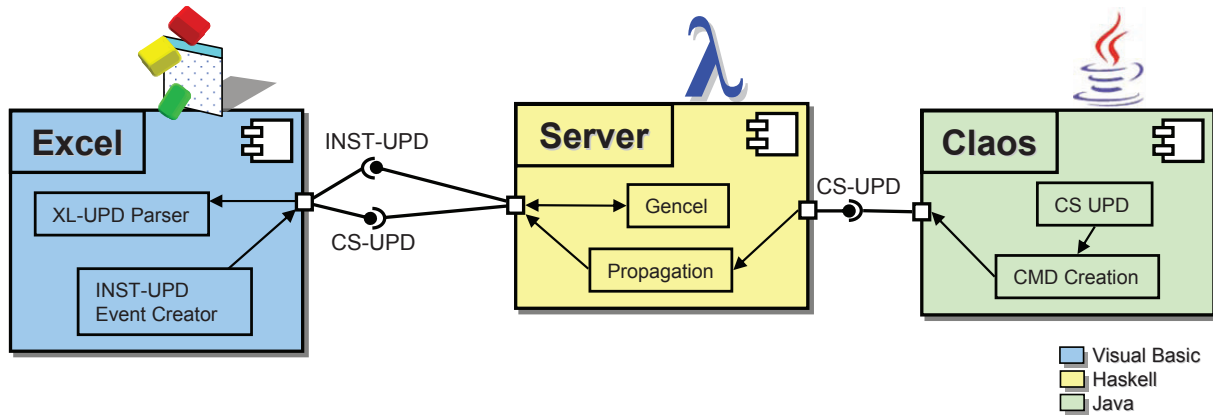 λ
Excel
XL-UPD Parser
INST-UPD
Event Creator
INST-UPD
CS-UPD
Server
Gencel
Propagation
CS-UPD
Claos
CS UPD
CMD Creation
Visual Basic
Haskell
Java